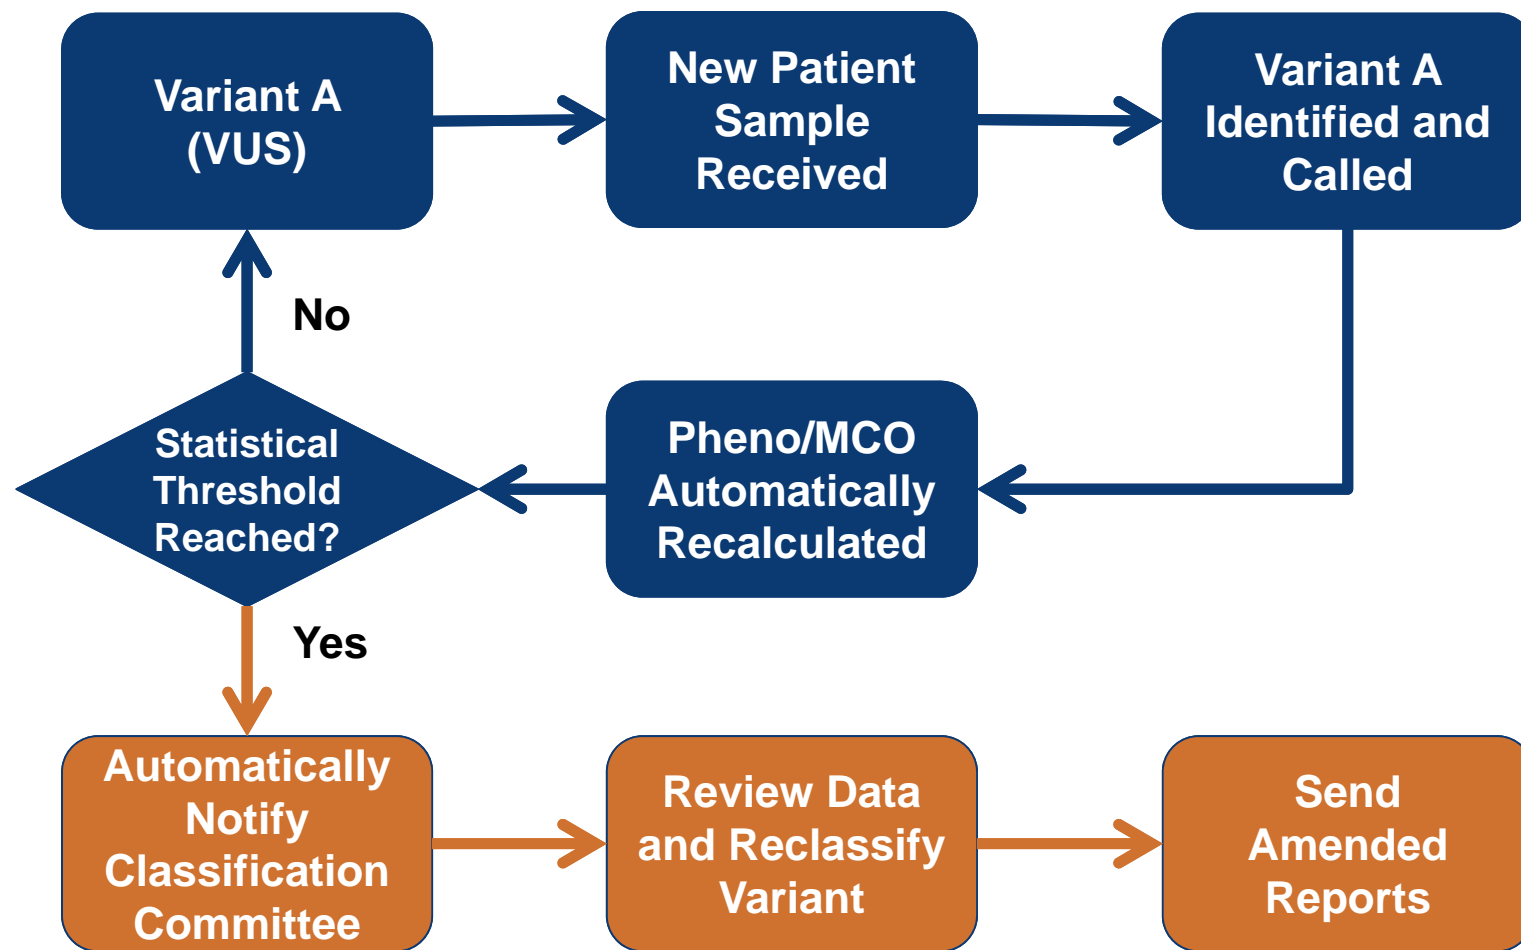 Variant A
(VUS)
New Patient
Sample
Received
Variant A
Identified and
Called
No
Statistical
Threshold
Reached?
Pheno/MCO
Automatically
Recalculated
Yes
Automatically
Notify
Classification
Committee
Review Data
and Reclassify
Variant
Send
Amended
Reports